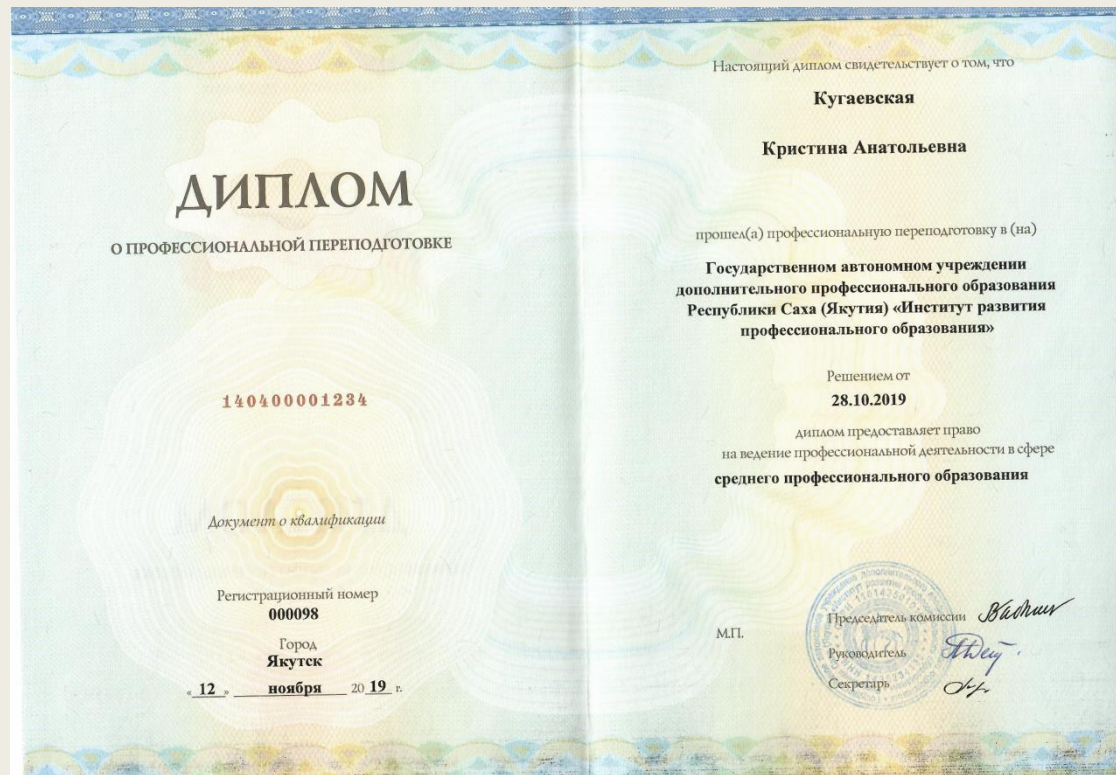 ДИПЛОМ
О ПРОФЕССИОНАЛЬНОЙ ПЕРЕПОДГОТОВКЕ
140400001234
Документ о квалификации
Регистрационный номер
000098
Город
Якутск
« 12 » ноября 20 19 г.
Настоящий диплом свидетельствует о том, что
Кугаевская
Кристина Анатольевна
прошел(а) профессиональную переподготовку в (на)
Государственном автономном учреждении
дополнительного профессионального образования
Республики Саха (Якутия) «Институт развития
профессионального образования»
Решением от
28.10.2019
диплом предоставляет право
на ведение профессиональной деятельности в сфере
среднего профессионального образования
М.П.
Председатель комиссии
Руководитель
Секретарь